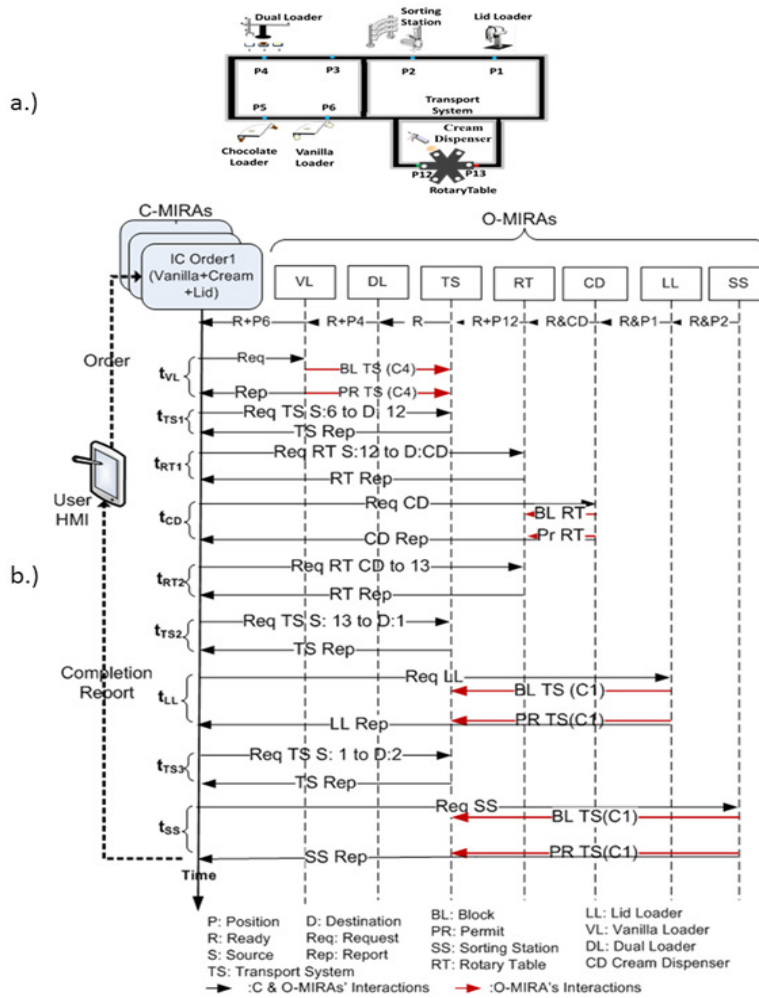 a.)
Dual Loader
Sorting Station
Lid Loader
P4
P3
P2
P1
P5
P6
Transport System
Chocolate Loader
Vanilla Loader
Cream Dispenser
P12
P13
RotaryTable
b.)
C-MIRAs
O-MIRAs
IC Order1
(Vanilla+Cream
+Lid)
VL
DL
TS
RT
CD
LL
SS
R+P6
R+P4
R
R+P12
R&CD
R&P1
R&P2
Order
User HMI
Completion Report
tVL
Req
BL TS (C4)
Rep
PR TS (C4)
tTS1
Req TS S:6 to D: 12
TS Rep
tRT1
Req RT S:12 to D:CD
RT Rep
tCD
Req CD
BL RT
Pr RT
CD Rep
tRT2
Req RT CD to 13
RT Rep
tTS2
Req TS S: 13 to D:1
TS Rep
tLL
Req LL
BL TS (C1)
PR TS(C1)
LL Rep
tTS3
Req TS S: 1 to D:2
TS Rep
tSS
Req SS
BL TS(C1)
PR TS(C1)
SS Rep
Time
P: Position
R: Ready
S: Source
TS: Transport System
D: Destination
Req: Request
Rep: Report
BL: Block
PR: Permit
SS: Sorting Station
RT: Rotary Table
LL: Lid Loader
VL: Vanilla Loader
DL: Dual Loader
CD Cream Dispenser
:C & O-MIRAs' Interactions
:O-MIRA's Interactions